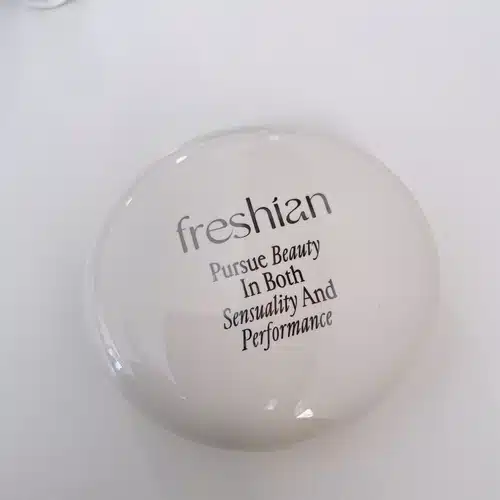 freshian
Pursue Beauty
In Both
Sensuality And
Performance